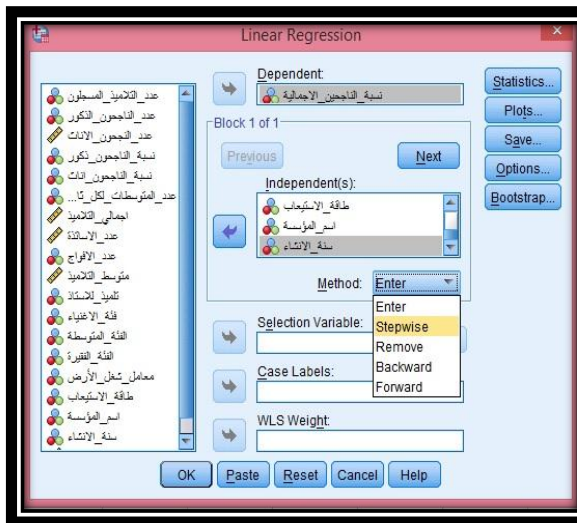 Linear Regression
عدد_التلاميذ_المسجلون
عدد_الناجحون_الذكور
عدد_النجحون_الاناث
نسبة_الناجحون_ذكور
نسبة_الناجحون_اناث
عدد_المتوسطات_لكل_ثا...
اجمالي_التلاميذ
عدد_الاساتذة
عدد_الافواج
متوسط_التلاميذ
تلميذ_للاستاذ
فئة_الاغنياء
الفئة_المتوسطة
الفئة_الفقيرة
معامل_شغل_الأرض
طاقة_الاستيعاب
اسم_المؤسسة
سنة_الانشاء
Dependent:
نسبة_الناجحين_الاجمالية
Block 1 of 1
Previous
Next
Independent(s):
طاقة_الاستيعاب
اسم_المؤسسة
سنة_الانشاء
Method: Enter
Enter
Stepwise
Remove
Backward
Forward
Selection Variable:
Case Labels:
WLS Weight:
Statistics...
Plots...
Save...
Options...
Bootstrap...
OK
Paste
Reset
Cancel
Help